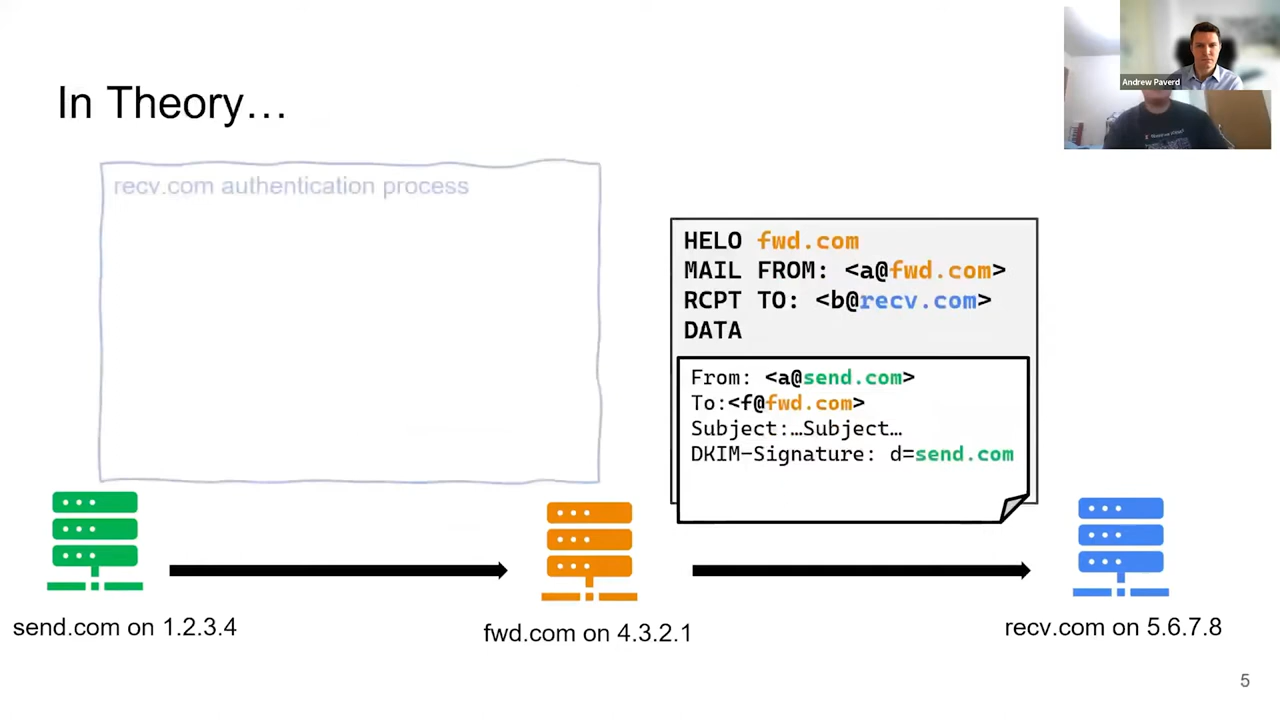 Andrew Paverd
In Theory…
recv.com authentication process
HELO fwd.com
MAIL FROM: <a@fwd.com>
RCPT TO: <b@recv.com>
DATA
From: <a@send.com>
To:<f@fwd.com>
Subject:…Subject…
DKIM-Signature: d=send.com
send.com on 1.2.3.4
fwd.com on 4.3.2.1
recv.com on 5.6.7.8
5